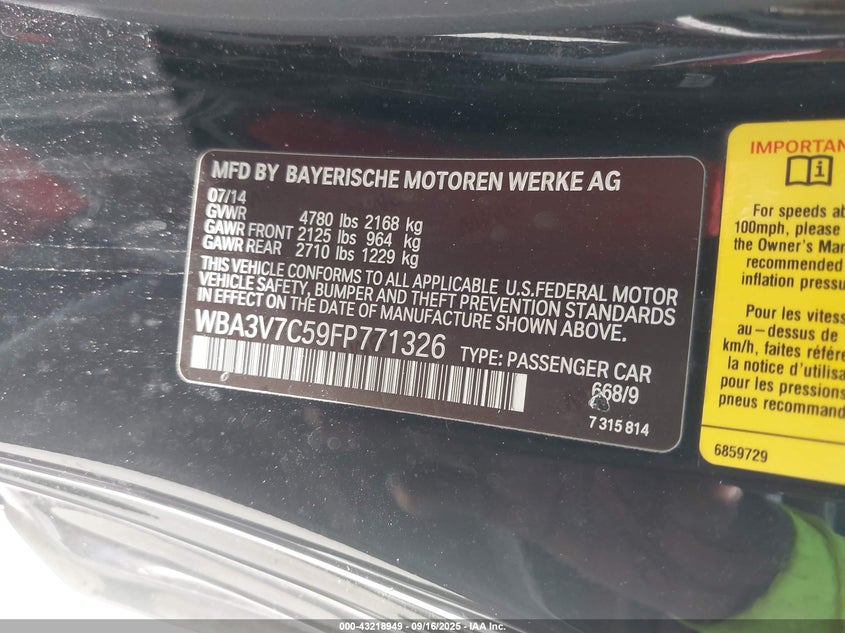 MFD BY BAYERISCHE MOTOREN WERKE AG
07/14
GVWR 4780 lbs 2168 kg
GAWR FRONT 2125 lbs 964 kg
GAWR REAR 2710 lbs 1229 kg
THIS VEHICLE CONFORMS TO ALL APPLICABLE U.S.FEDERAL MOTOR
VEHICLE SAFETY, BUMPER AND THEFT PREVENTION STANDARDS
IN EFFECT ON THE DATE OF MANUFACTURE SHOWN ABOVE.
WBA3V7C59FP771326 TYPE: PASSENGER CAR
668/9
7 315 814
IMPORTAN
i
For speeds ab
100mph, please
the Owner's Man
recommended
inflation pressu
Pour les vitess
au-dessus de
km/h, faites référe
la notice d'utilisa
pour les pressions
pneus recommand
6859729
000-43218949 - 09/16/2025 - IAA Inc.